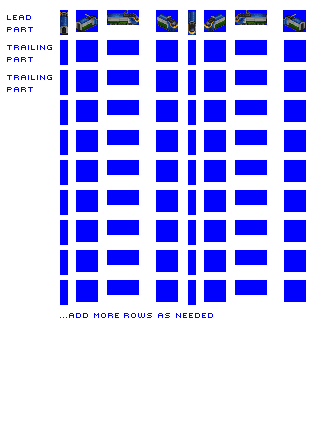 LEAD
PART
TRAILING
PART
TRAILING
PART
...ADD MORE ROWS AS NEEDED